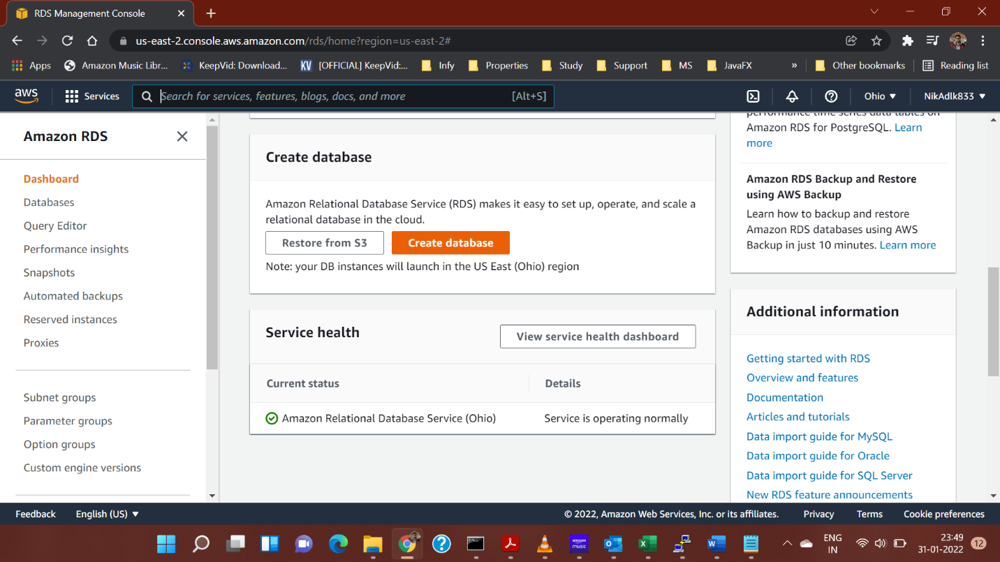 RDS Management Console
us-east-2.console.aws.amazon.com/rds/home?region=us-east-2#
Apps
Amazon Music Libr...
KeepVid: Download...
KV
[OFFICIAL] KeepVid:...
Infy
Properties
Study
Support
MS
JavaFX
»
Other bookmarks
Reading list
aws
Services
Search for services, features, blogs, docs, and more
[Alt+S]
Ohio
NikAdlk833
Amazon RDS
Dashboard
Databases
Query Editor
Performance insights
Snapshots
Automated backups
Reserved instances
Proxies
Subnet groups
Parameter groups
Option groups
Custom engine versions
Create database
Amazon Relational Database Service (RDS) makes it easy to set up, operate, and scale a
relational database in the cloud.
Restore from S3
Create database
Note: your DB instances will launch in the US East (Ohio) region
Service health
View service health dashboard
Current status
Details
Amazon Relational Database Service (Ohio)
Service is operating normally
performance time series data tables on
Amazon RDS for PostgreSQL. Learn
more
Amazon RDS Backup and Restore
using AWS Backup
Learn how to backup and restore
Amazon RDS databases using AWS
Backup in just 10 minutes. Learn more
Additional information
Getting started with RDS
Overview and features
Documentation
Articles and tutorials
Data import guide for MySQL
Data import guide for Oracle
Data import guide for SQL Server
New RDS feature announcements
Feedback
English (US)
© 2022, Amazon Web Services, Inc. or its affiliates.
Privacy
Terms
Cookie preferences
amazon
music
ENG
IN
23:49
31-01-2022
12